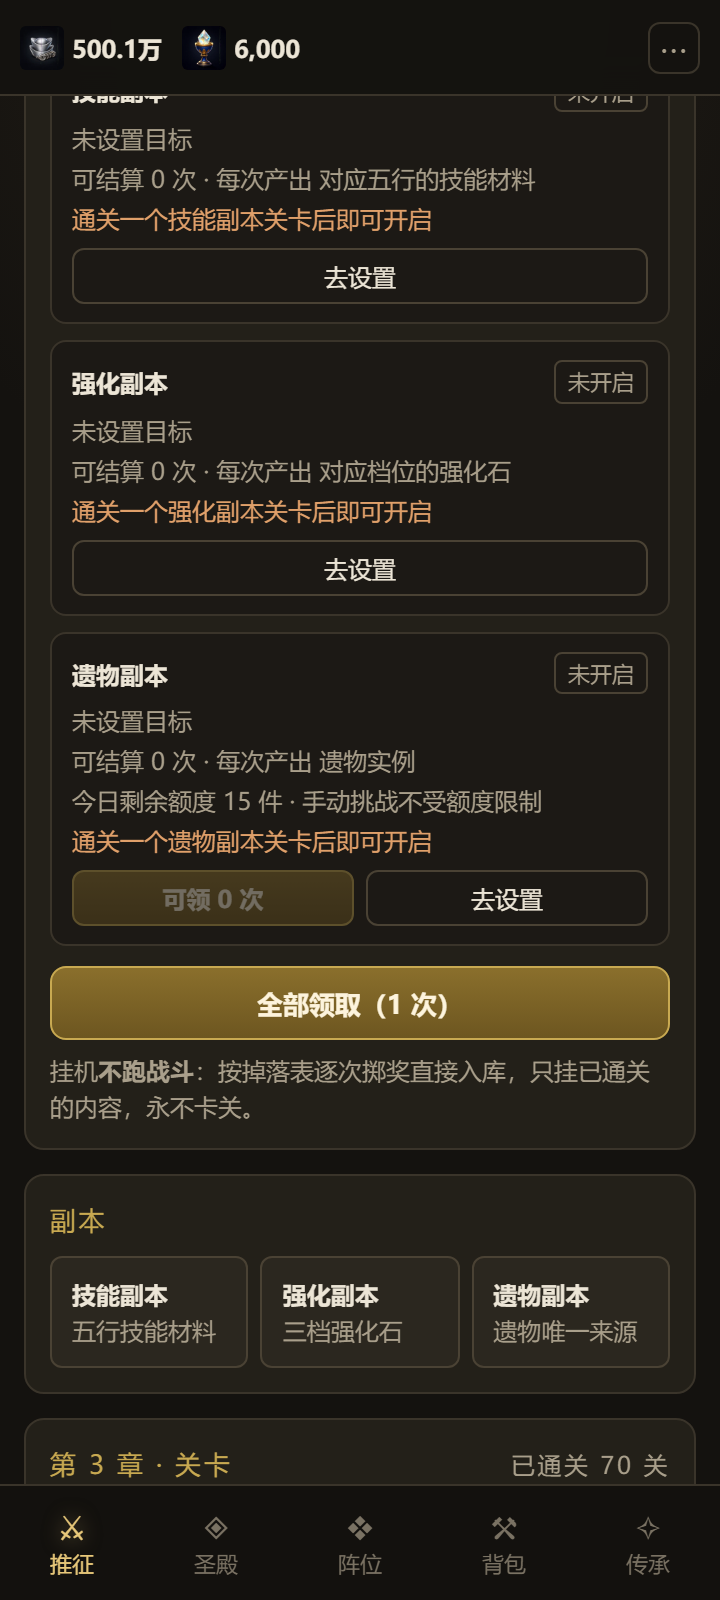 500.1万 6,000 ...
技能副本 未开启
未设置目标
可结算 0 次 · 每次产出 对应五行的技能材料
通关一个技能副本关卡后即可开启
去设置
强化副本 未开启
未设置目标
可结算 0 次 · 每次产出 对应档位的强化石
通关一个强化副本关卡后即可开启
去设置
遗物副本 未开启
未设置目标
可结算 0 次 · 每次产出 遗物实例
今日剩余额度 15 件 · 手动挑战不受额度限制
通关一个遗物副本关卡后即可开启
可领 0 次 去设置
全部领取（1 次）
挂机不跑战斗：按掉落表逐次掷奖直接入库，只挂已通关
的内容，永不卡关。
副本
技能副本 强化副本 遗物副本
五行技能材料 三档强化石 遗物唯一来源
第 3 章 · 关卡 已通关 70 关
推征 圣殿 阵位 背包 传承